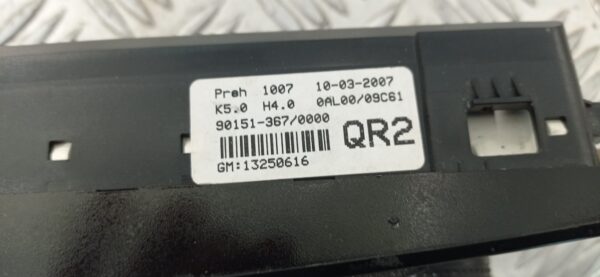 Preh 1007 10-03-2007
K5.0 H4.0 0AL00/09C61
90151-367/0000
QR2
GM:13250616